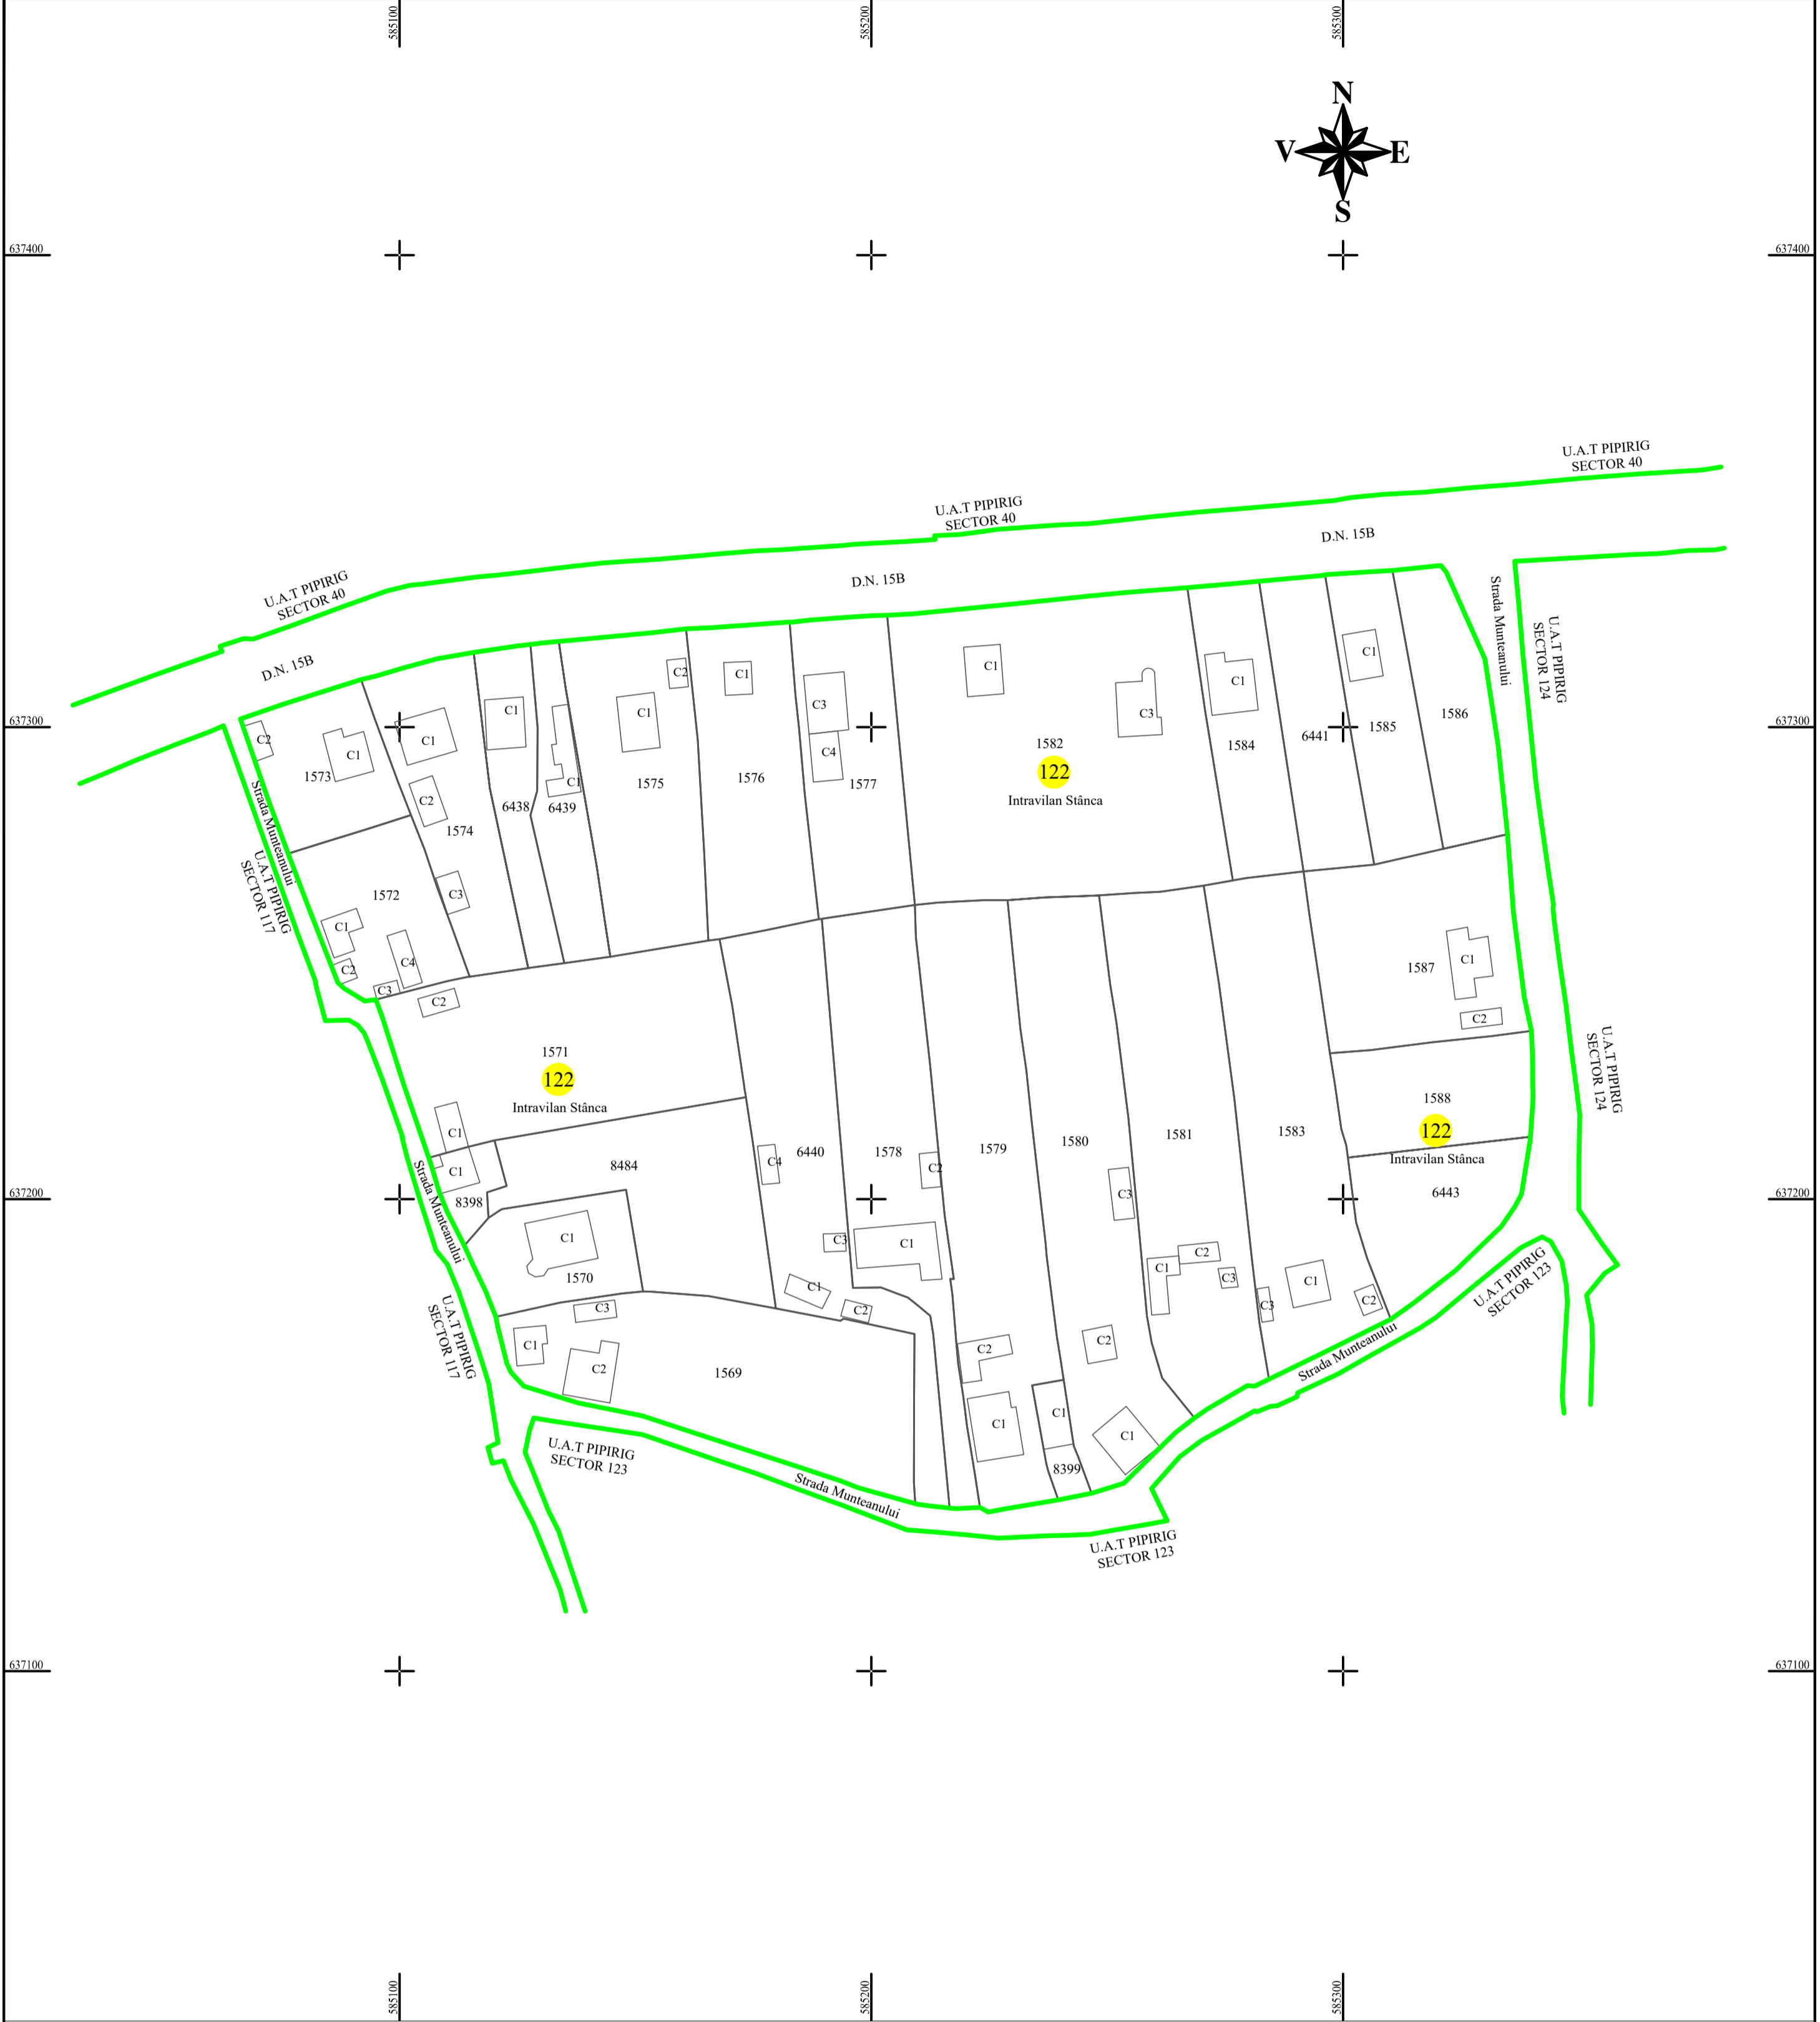 585100
585200
585300
N
V
E
S
637400
637400
U.A.T PIPIRIG
SECTOR 40
U.A.T PIPIRIG
SECTOR 40
D.N. 15B
U.A.T PIPIRIG
SECTOR 40
D.N. 15B
D.N. 15B
Strada Munteanului
U.A.T PIPIRIG
SECTOR 124
637300
637300
C2
C1
1573
C1
C2
1574
C3
C1
6438
C1
6439
C1
C2
1575
C1
1576
C3
C4
1577
C1
C3
1582
122
Intravilan Stânca
C1
1584
6441
C1
1585
1586
Strada Munteanului
U.A.T PIPIRIG
SECTOR 117
1572
C1
C2
C4
C3
C2
1571
122
Intravilan Stânca
C1
C1
8398
8484
C1
1570
1587
C1
C2
U.A.T PIPIRIG
SECTOR 124
1588
122
Intravilan Stânca
6443
637200
637200
C4
6440
C3
C1
C2
1578
C2
C1
1579
C2
C1
C1
8399
1580
C3
C2
C1
1581
C2
C1
C3
1583
C1
C3
C2
Strada Munteanului
U.A.T PIPIRIG
SECTOR 117
C3
C1
C2
1569
Strada Munteanului
U.A.T PIPIRIG
SECTOR 123
U.A.T PIPIRIG
SECTOR 123
Strada Munteanului
U.A.T PIPIRIG
SECTOR 123
637100
637100
585100
585200
585300